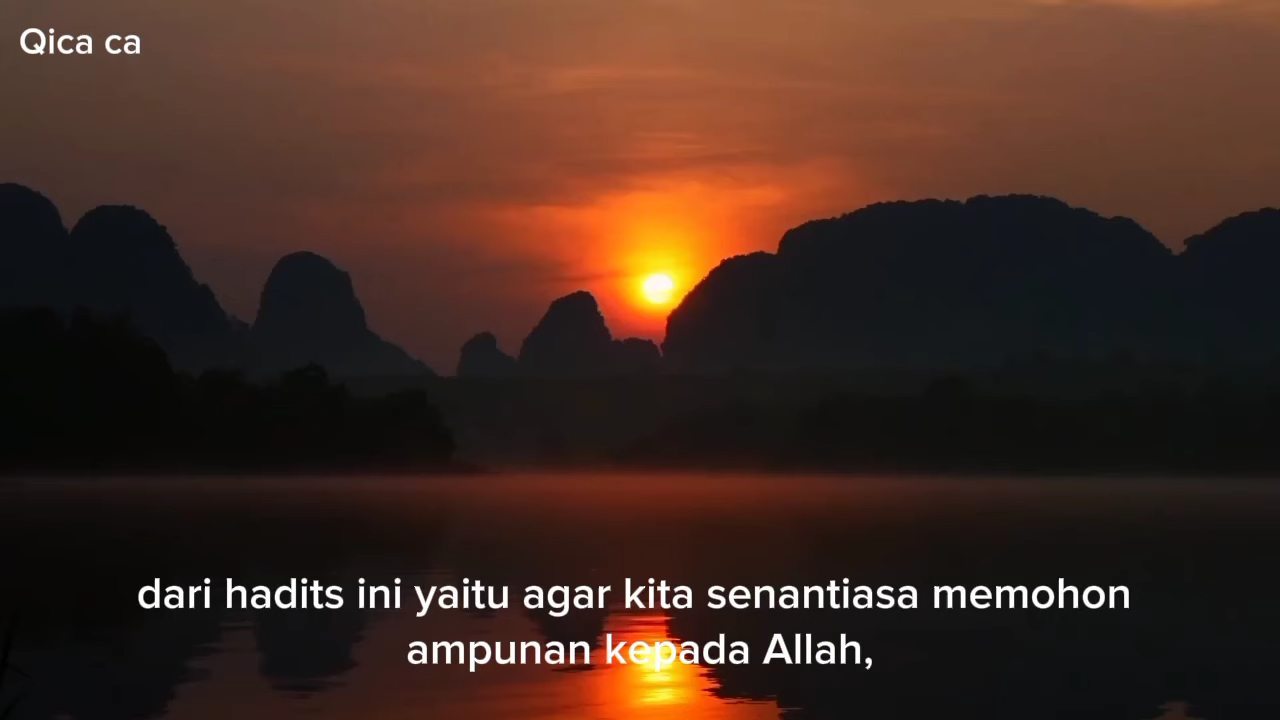 Qica ca
dari hadits ini yaitu agar kita senantiasa memohon
ampunan kepada Allah,